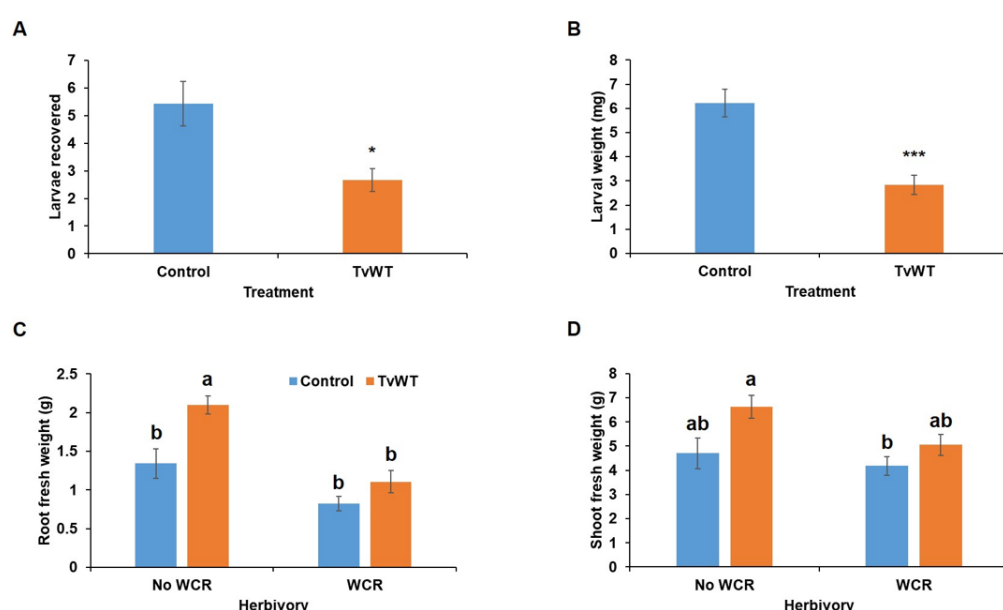 A
Larvae recovered
7
6
5
4
3
2
1
0
*
Control TvWT
Treatment
B
Larval weight (mg)
8
7
6
5
4
3
2
1
0
***
Control TvWT
Treatment
C
Root fresh weight (g)
2.5
2
1.5
1
0.5
0
Control TvWT
b a b b
No WCR WCR
Herbivory
D
Shoot fresh weight (g)
8
7
6
5
4
3
2
1
0
ab a b ab
No WCR WCR
Herbivory